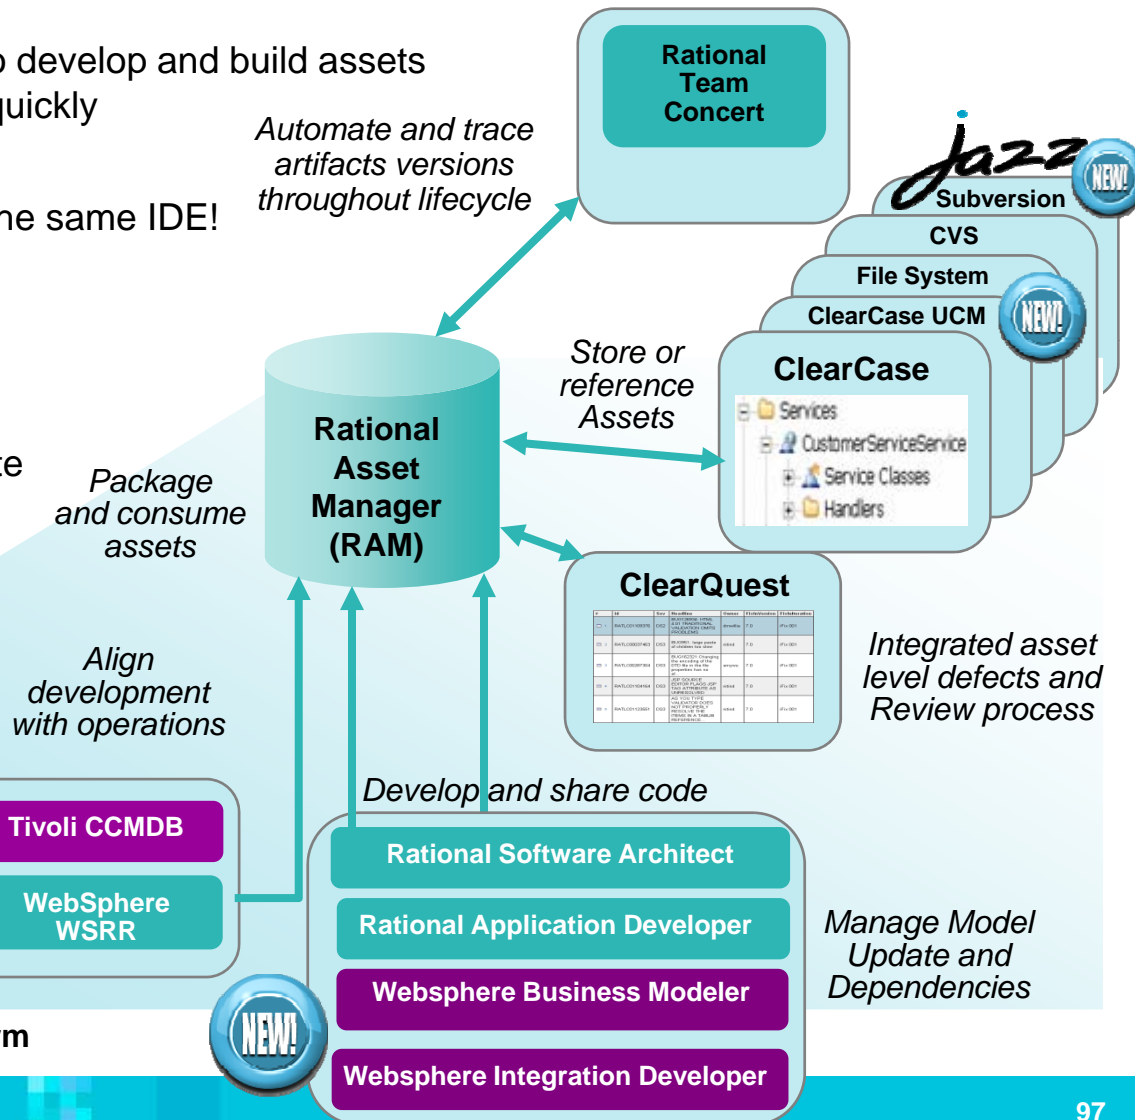 develop and build assets
quickly
same IDE!
Rational
Team
Concert
Automate and trace
artifacts versions
throughout lifecycle
jazz
NEW!
Subversion
CVS
File System
ClearCase UCM
NEW!
ClearCase
Services
CustomerServiceService
Service Classes
Handlers
Store or
reference
Assets
Rational
Asset
Manager
(RAM)
Package
and consume
assets
ClearQuest
Integrated asset
level defects and
Review process
Align
development
with operations
Develop and share code
Tivoli CCMDB
WebSphere
WSRR
Rational Software Architect
Rational Application Developer
Websphere Business Modeler
Websphere Integration Developer
NEW!
Manage Model
Update and
Dependencies
97